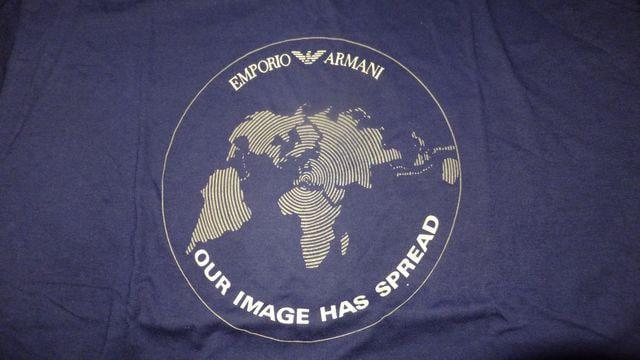 EMPORIO ARMANI
OUR IMAGE HAS SPREAD